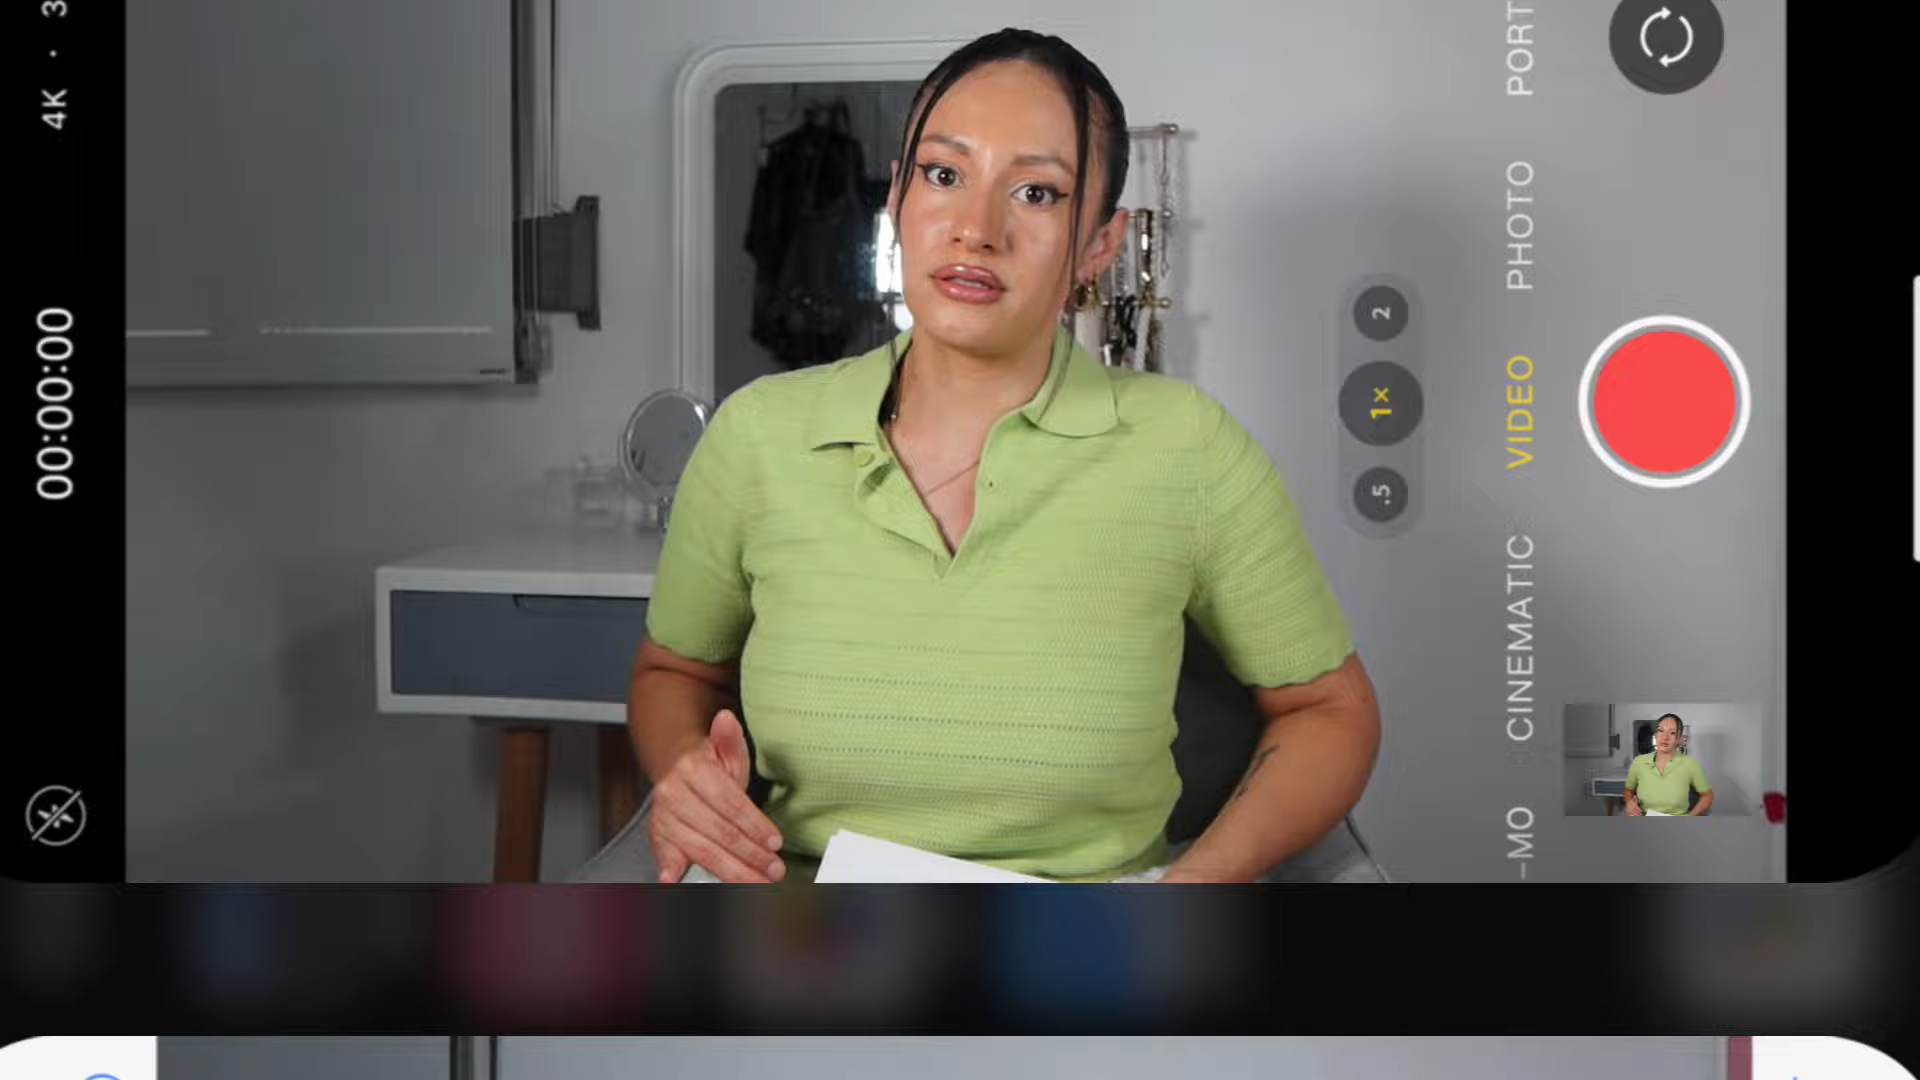 4K · 3
00:00:00
2
1×
.5
PORT
PHOTO
VIDEO
CINEMATIC
-MO